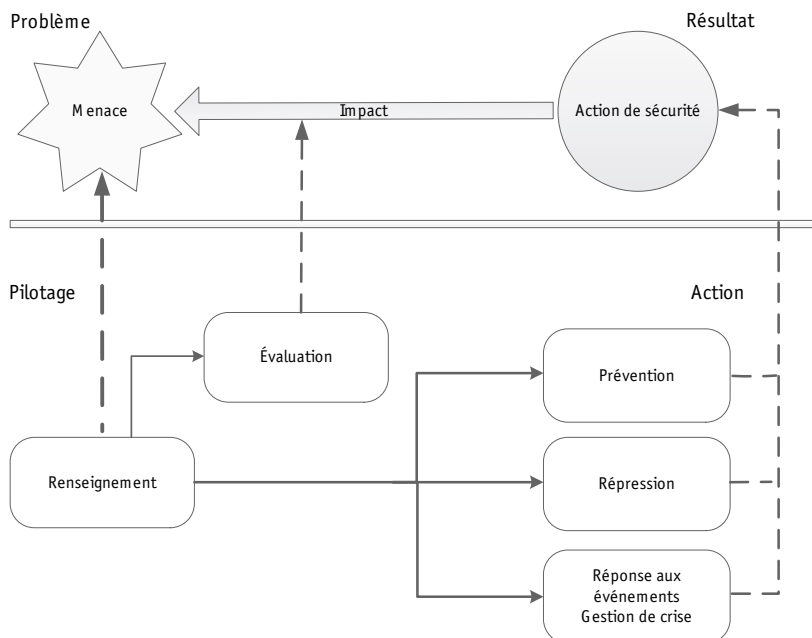 Problème
Résultat
Menace
Impact
Action de sécurité
Pilotage
Action
Évaluation
Prévention
Renseignement
Répression
Réponse aux
événements
Gestion de crise